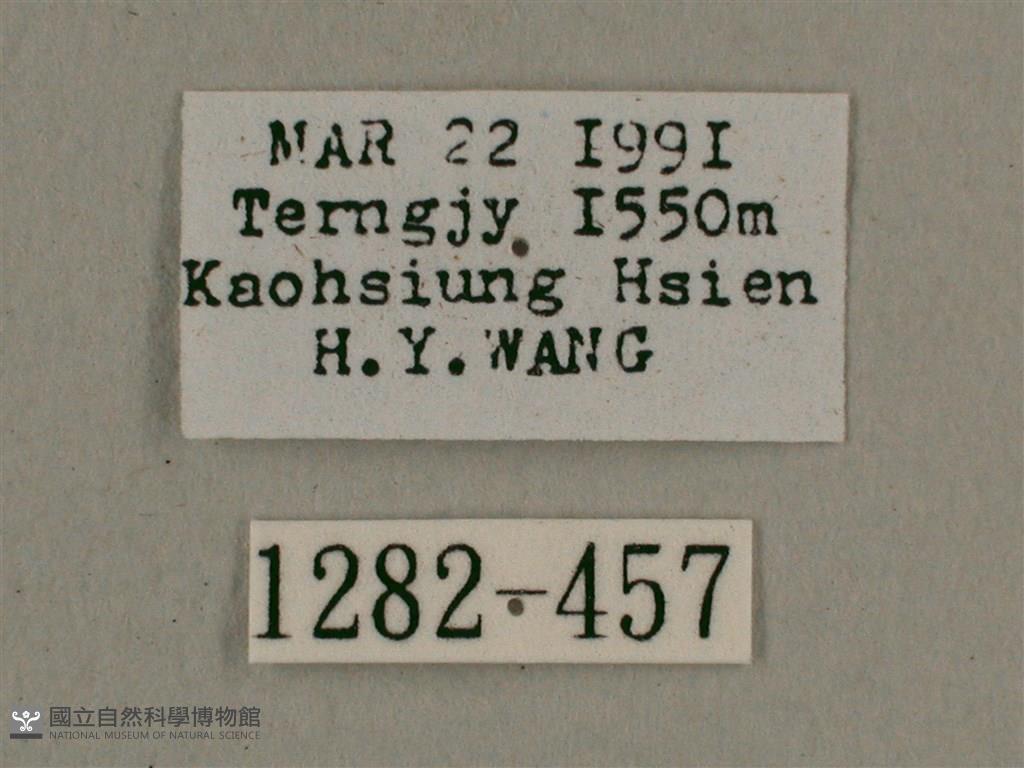 MAR 22 1991
Terngjy 1550m
Kaohsiung Hsien
H.Y.WANG
1282-457
國立自然科學博物館
NATIONAL MUSEUM OF NATURAL SCIENCE